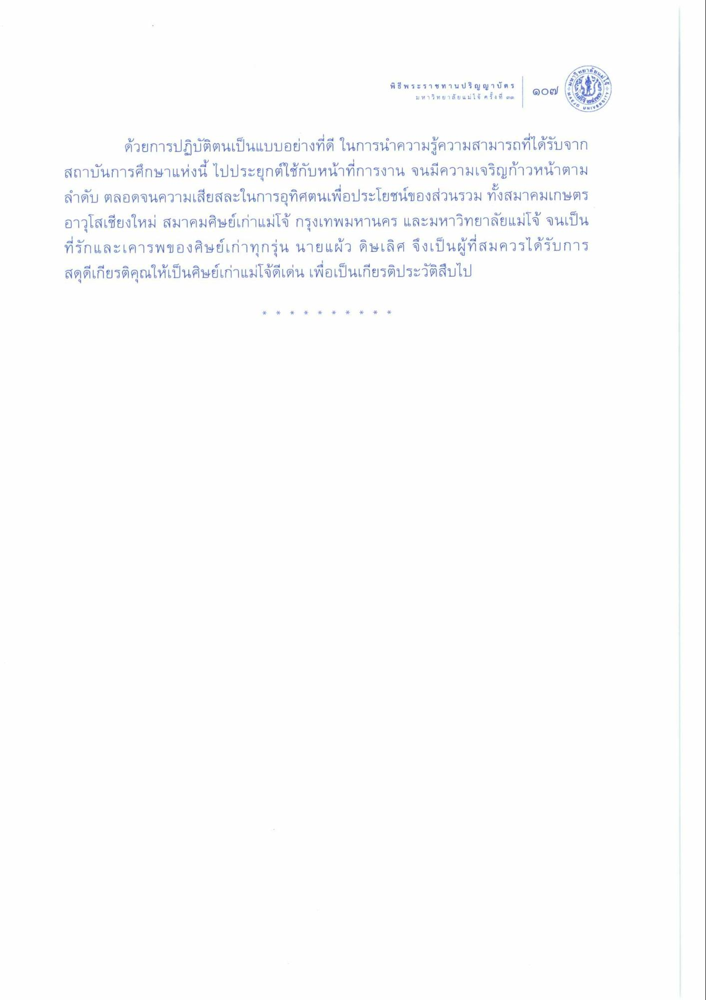 พิธีพระราชทานปริญญาบัตร
มหาวิทยาลัยแม่โจ้ ครั้งที่ ๓๑
๑๐๗
มหาวิทยาลัยแม่โจ้
แม่โจ้ ๒๔๗๗
MAEJO UNIVERSITY
ด้วยการปฏิบัติตนเป็นแบบอย่างที่ดี ในการนำความรู้ความสามารถที่ได้รับจาก
สถาบันการศึกษาแห่งนี้ ไปประยุกต์ใช้กับหน้าที่การงาน จนมีความเจริญก้าวหน้าตาม
ลำดับ ตลอดจนความเสียสละในการอุทิศตนเพื่อประโยชน์ของส่วนรวม ทั้งสมาคมเกษตร
อาวุโสเชียงใหม่ สมาคมศิษย์เก่าแม่โจ้ กรุงเทพมหานคร และมหาวิทยาลัยแม่โจ้ จนเป็น
ที่รักและเคารพของศิษย์เก่าทุกรุ่น นายแผ้ว ดิษเลิศ จึงเป็นผู้ที่สมควรได้รับการ
สดุดีเกียรติคุณให้เป็นศิษย์เก่าแม่โจ้ดีเด่น เพื่อเป็นเกียรติประวัติสืบไป
* * * * * * * * * *